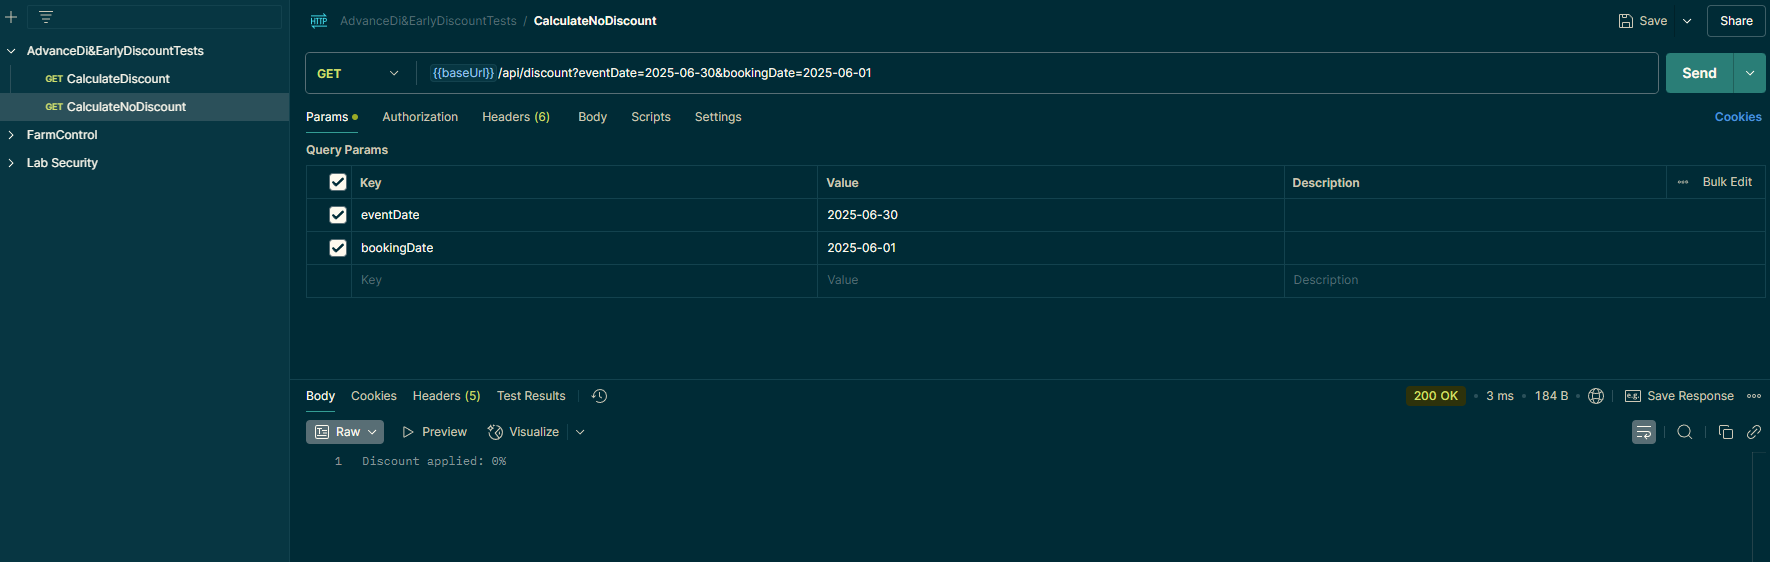 AdvanceDi&EarlyDiscountTests
GET CalculateDiscount
GET CalculateNoDiscount
FarmControl
Lab Security
HTTP AdvanceDi&EarlyDiscountTests / CalculateNoDiscount
Save
Share
GET
{{baseUrl}} /api/discount?eventDate=2025-06-30&bookingDate=2025-06-01
Send
Params Authorization Headers (6) Body Scripts Settings
Cookies
Query Params
Key Value Description Bulk Edit
eventDate 2025-06-30
bookingDate 2025-06-01
Key Value Description
Body Cookies Headers (5) Test Results
200 OK 3 ms 184 B e.g. Save Response
Raw Preview Visualize
1 Discount applied: 0%